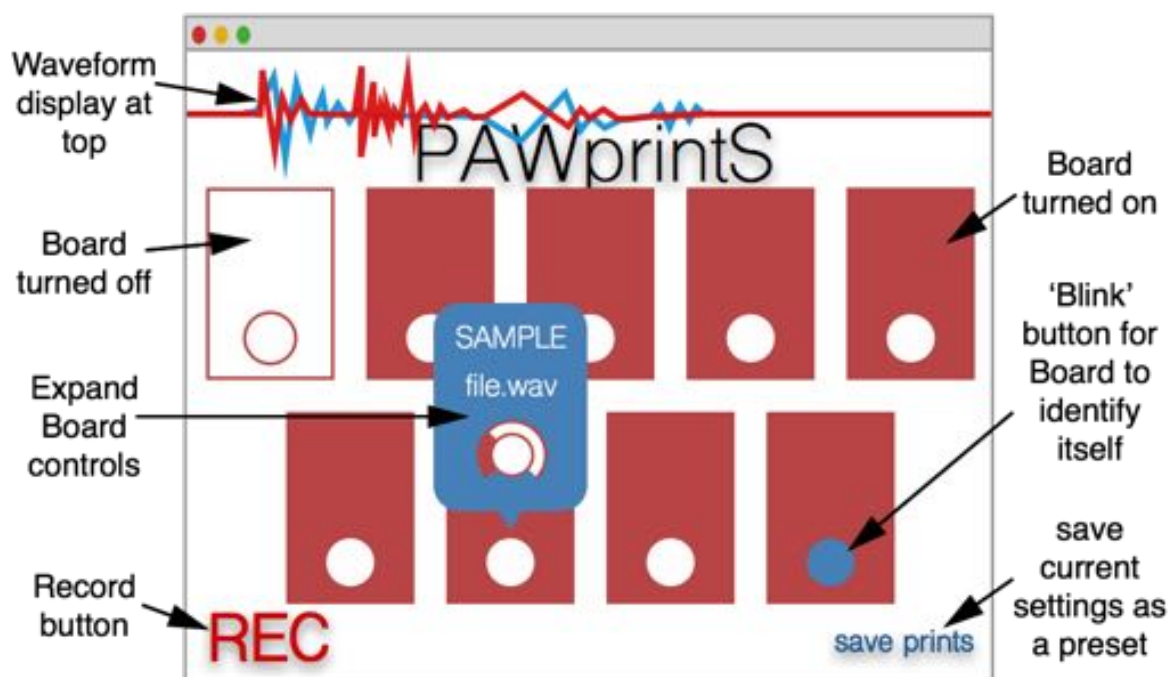 Waveform
display at
top
PAWprintS
Board
turned on
Board
turned off
'Blink'
button for
Board to
identify
itself
SAMPLE
file.wav
Expand
Board
controls
save
current
settings as
a preset
Record
button
REC
save prints